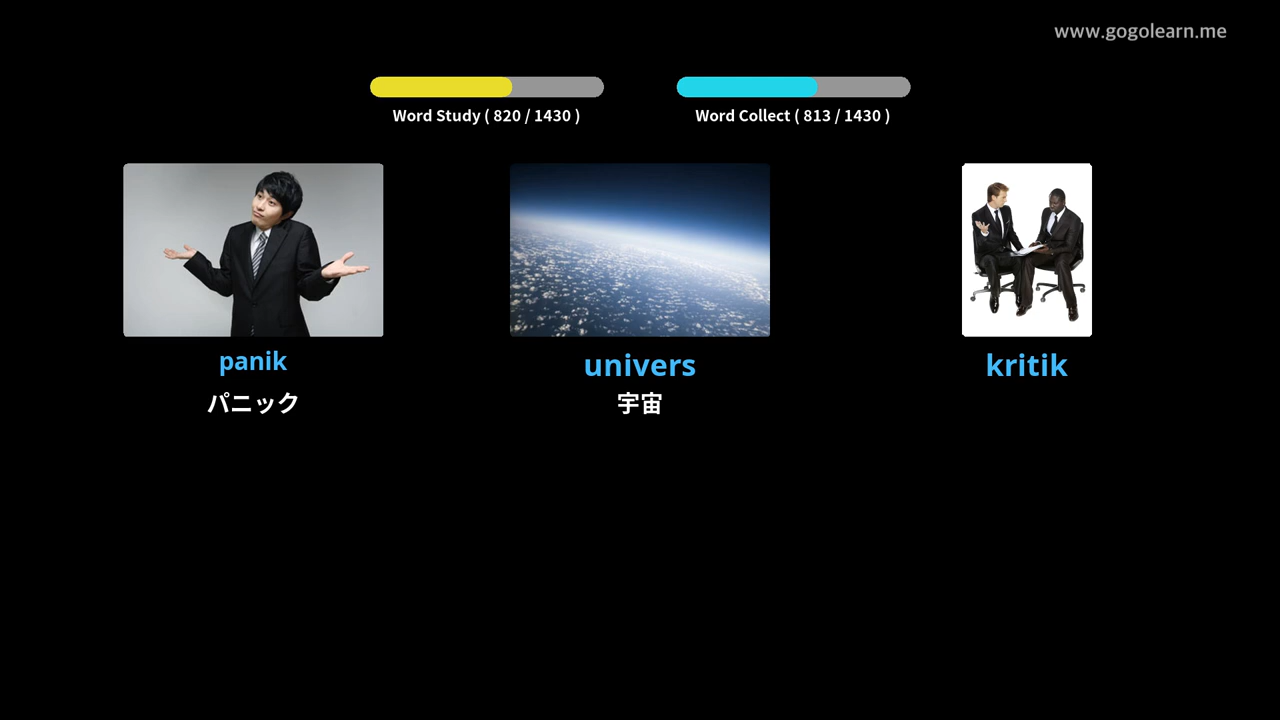 www.gogolearn.me
Word Study ( 820 / 1430 )
Word Collect ( 813 / 1430 )
panik
univers
kritik
パニック
宇宙